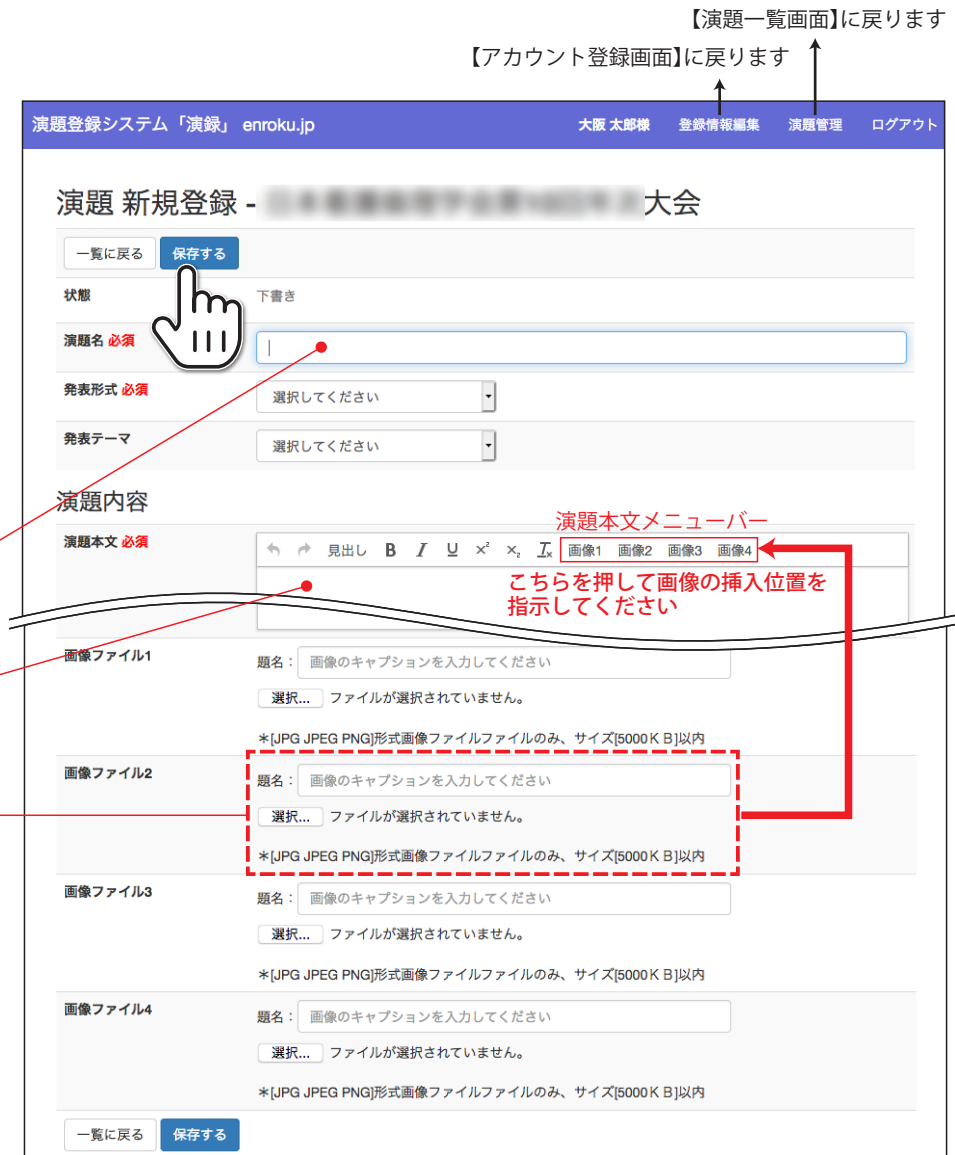 【演題一覧画面】に戻ります
【アカウント登録画面】に戻ります
演題登録システム「演録」 enroku.jp
大阪 太郎様 登録情報編集 演題管理 ログアウト
演題 新規登録 - 大会
一覧に戻る 保存する
状態 下書き
演題名 必須
発表形式 必須 選択してください
発表テーマ 選択してください
演題内容
演題本文メニューバー
演題本文 必須 見出し B I U x² x₂ Tx 画像1 画像2 画像3 画像4
こちらを押して画像の挿入位置を
指示してください
画像ファイル1 題名： 画像のキャプションを入力してください
選択... ファイルが選択されていません。
＊[JPG JPEG PNG]形式画像ファイルファイルのみ、サイズ[5000ＫＢ]以内
画像ファイル2 題名： 画像のキャプションを入力してください
選択... ファイルが選択されていません。
＊[JPG JPEG PNG]形式画像ファイルファイルのみ、サイズ[5000ＫＢ]以内
画像ファイル3 題名： 画像のキャプションを入力してください
選択... ファイルが選択されていません。
＊[JPG JPEG PNG]形式画像ファイルファイルのみ、サイズ[5000ＫＢ]以内
画像ファイル4 題名： 画像のキャプションを入力してください
選択... ファイルが選択されていません。
＊[JPG JPEG PNG]形式画像ファイルファイルのみ、サイズ[5000ＫＢ]以内
一覧に戻る 保存する